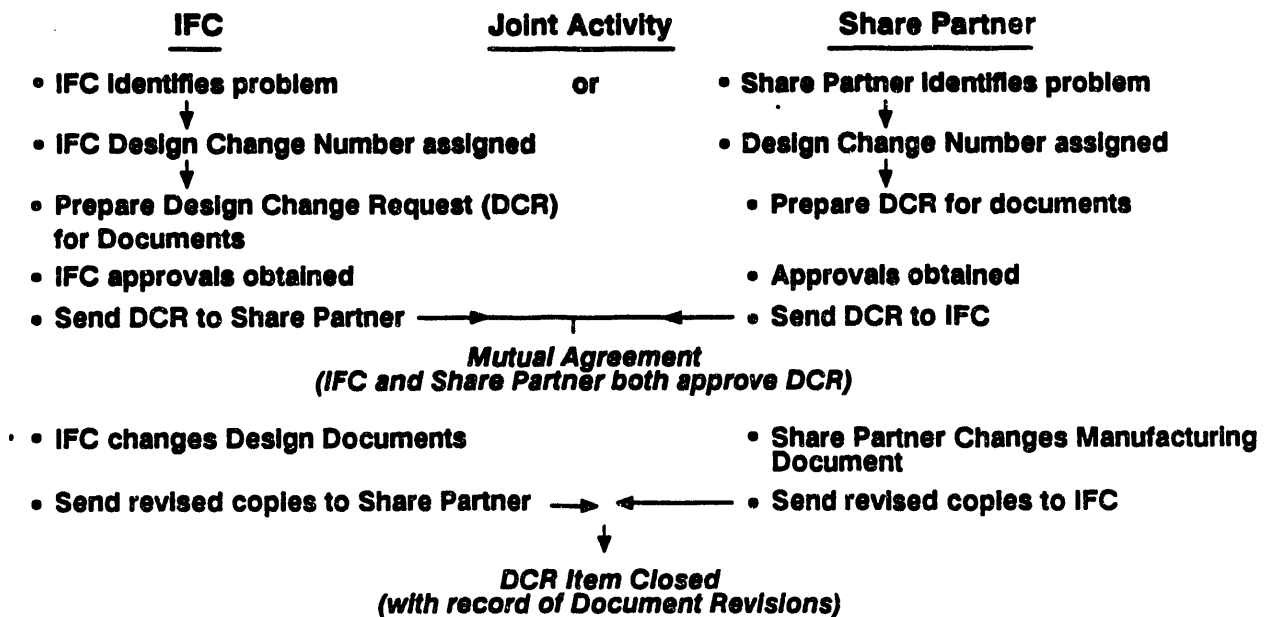 IFC Joint Activity Share Partner
• IFC Identifies problem or • Share Partner identifies problem
• IFC Design Change Number assigned • Design Change Number assigned
• Prepare Design Change Request (DCR) • Prepare DCR for documents
for Documents
• IFC approvals obtained • Approvals obtained
• Send DCR to Share Partner • Send DCR to IFC
Mutual Agreement
(IFC and Share Partner both approve DCR)
• IFC changes Design Documents • Share Partner Changes Manufacturing
Document
• Send revised copies to Share Partner • Send revised copies to IFC
DCR Item Closed
(with record of Document Revisions)